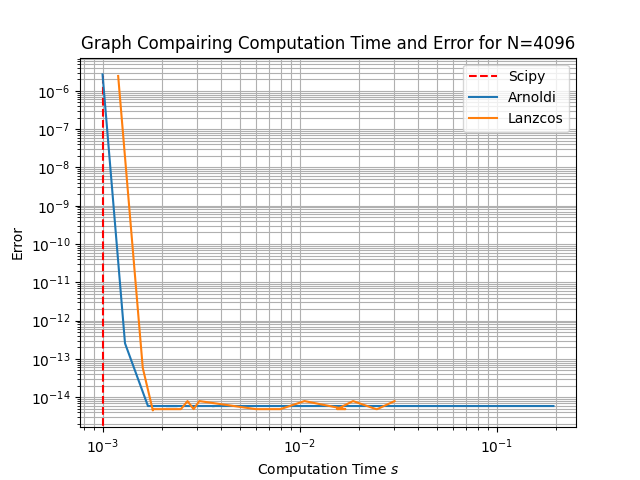 Graph Compairing Computation Time and Error for N=4096
Scipy
Arnoldi
Lanzcos
Error
10⁻⁶
10⁻⁷
10⁻⁸
10⁻⁹
10⁻¹⁰
10⁻¹¹
10⁻¹²
10⁻¹³
10⁻¹⁴
10⁻³ 10⁻² 10⁻¹
Computation Time s